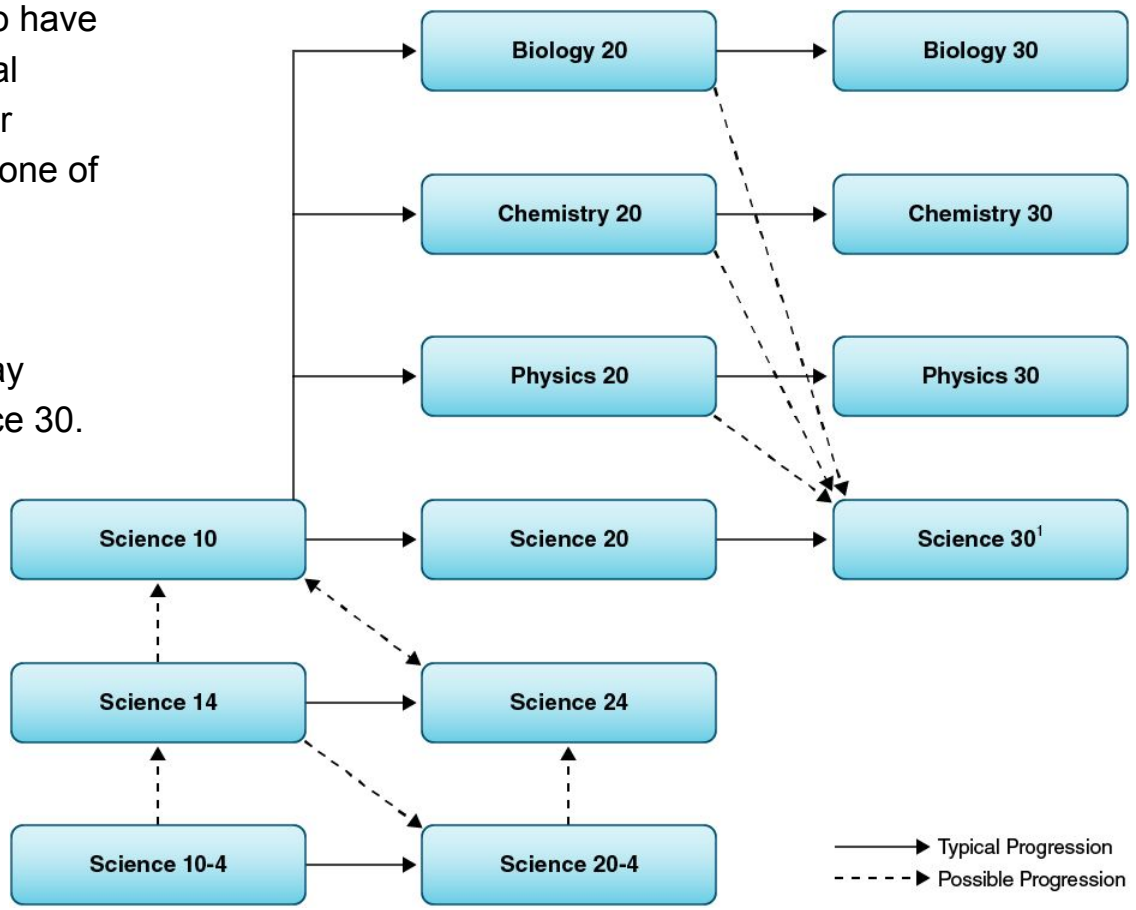 o have
al
r
one of
ay
ce 30.
Biology 20
Biology 30
Chemistry 20
Chemistry 30
Physics 20
Physics 30
Science 10
Science 20
Science 30¹
Science 14
Science 24
Science 10-4
Science 20-4
Typical Progression
Possible Progression